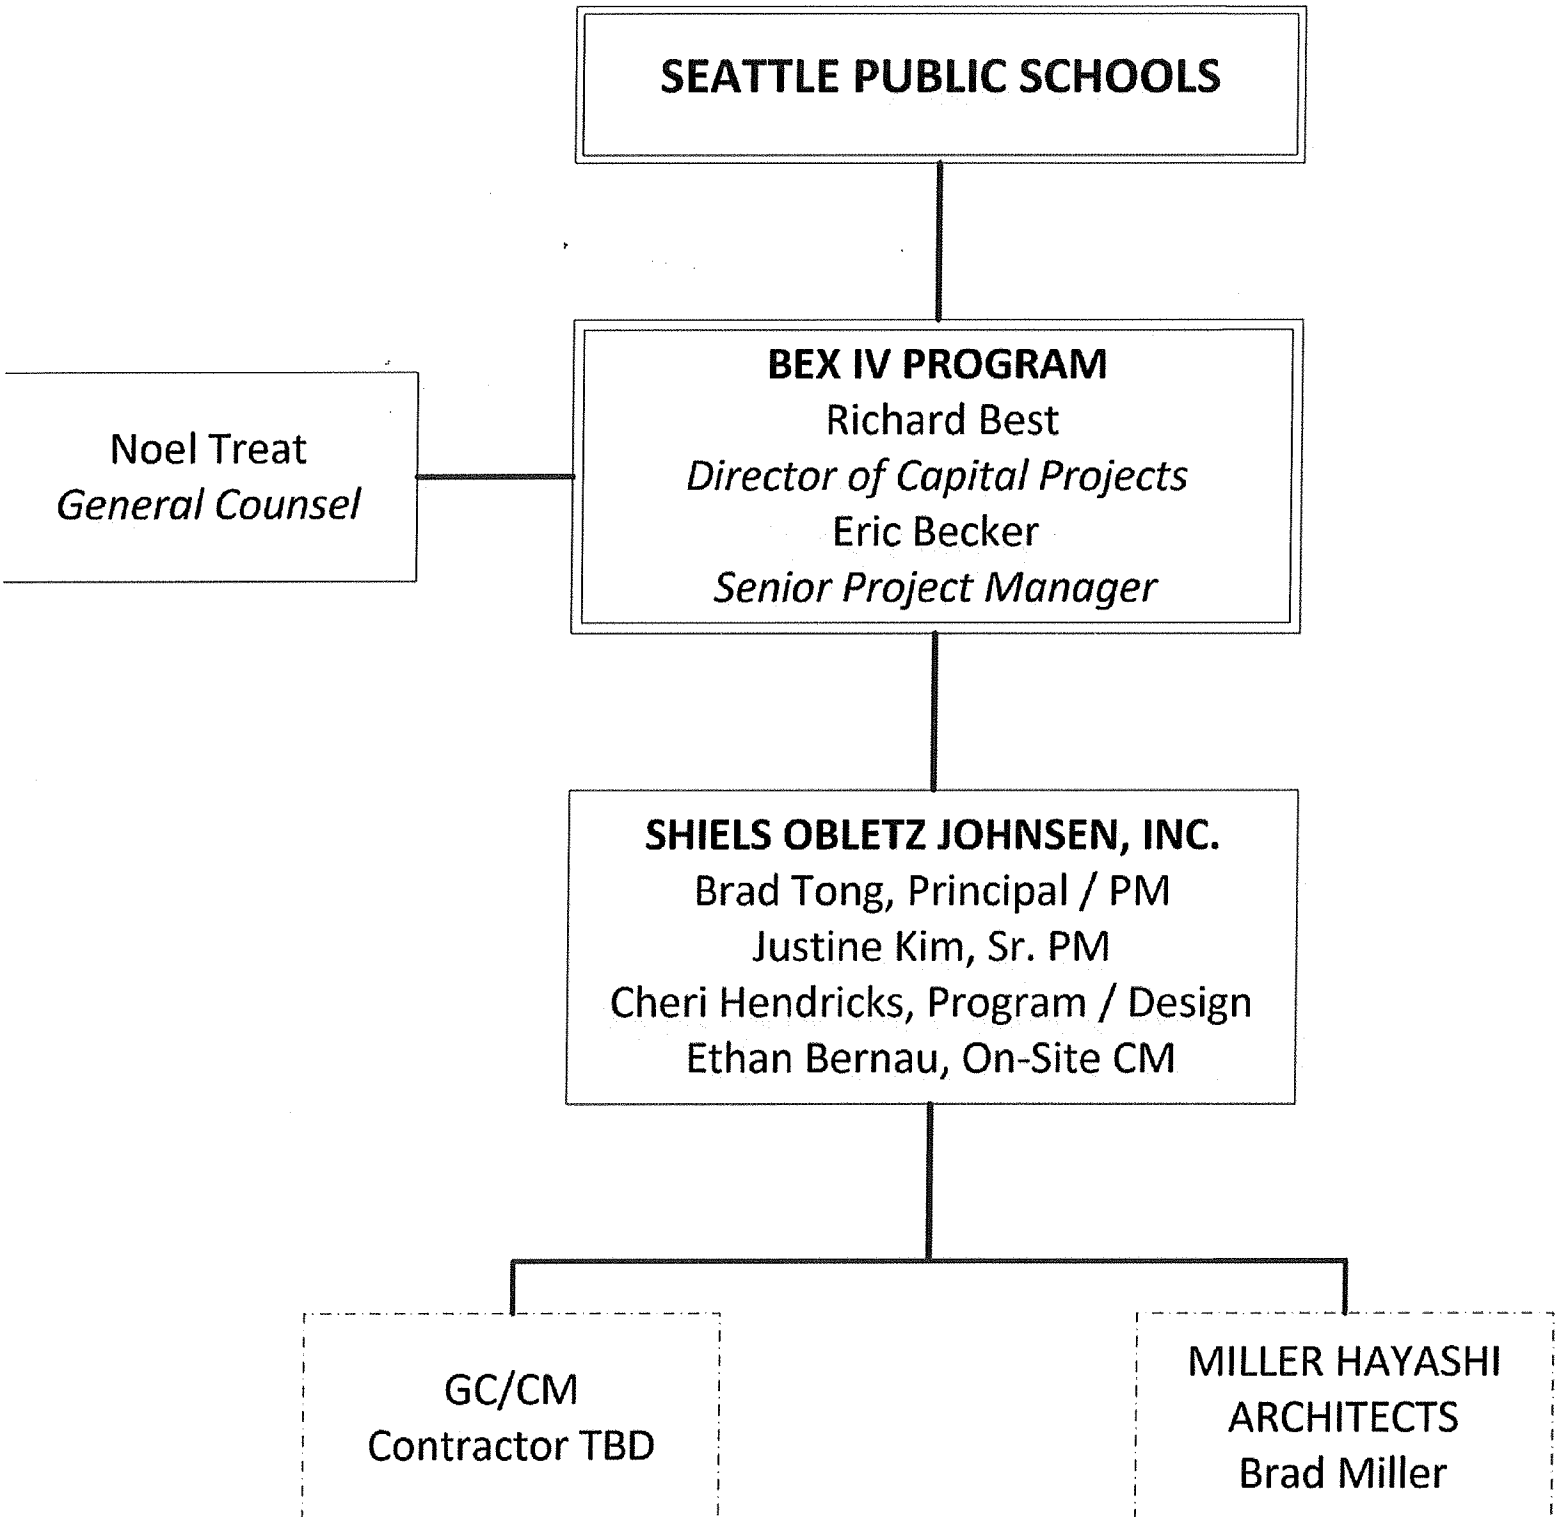 SEATTLE PUBLIC SCHOOLS
BEX IV PROGRAM
Richard Best
Director of Capital Projects
Eric Becker
Senior Project Manager
Noel Treat
General Counsel
SHIELS OBLETZ JOHNSEN, INC.
Brad Tong, Principal / PM
Justine Kim, Sr. PM
Cheri Hendricks, Program / Design
Ethan Bernau, On-Site CM
GC/CM
Contractor TBD
MILLER HAYASHI
ARCHITECTS
Brad Miller